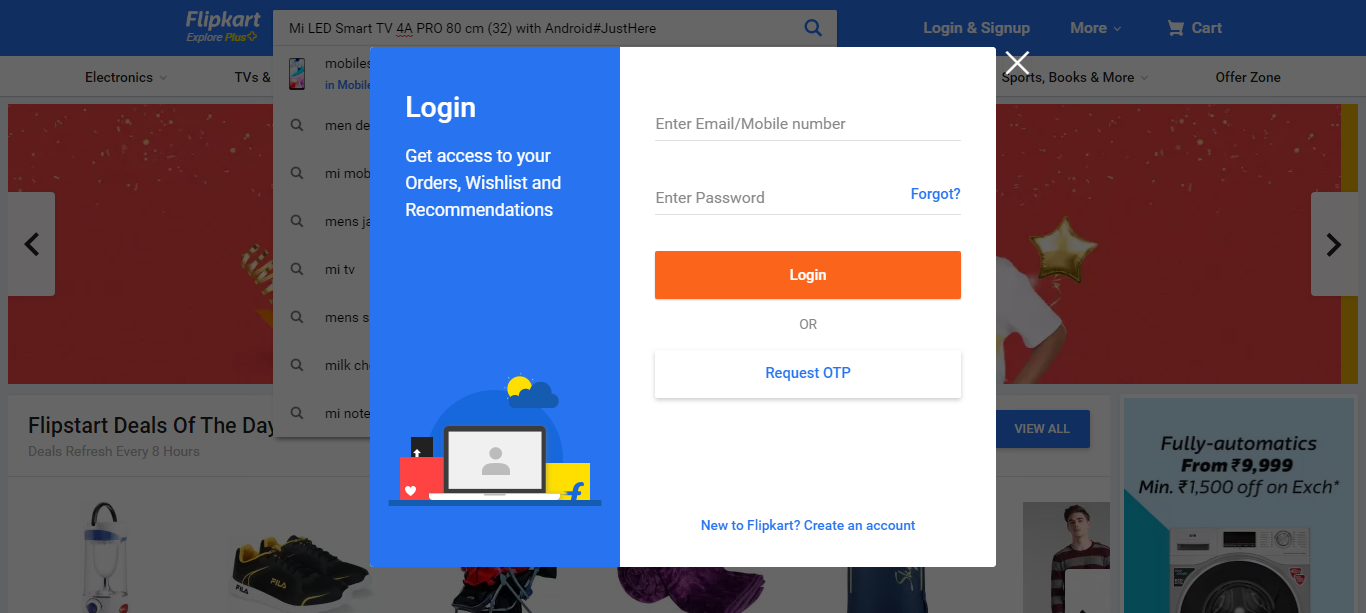 Flipkart
Explore Plus
Mi LED Smart TV 4A PRO 80 cm (32) with Android#JustHere
Login & Signup
More
Cart
Electronics
TVs &
Sports, Books & More
Offer Zone
mobiles
in Mobile
men de
mi mob
mens ja
mi tv
mens s
milk ch
mi note
Login
Get access to your
Orders, Wishlist and
Recommendations
Enter Email/Mobile number
Enter Password
Forgot?
Login
OR
Request OTP
New to Flipkart? Create an account
Flipstart Deals Of The Day
Deals Refresh Every 8 Hours
VIEW ALL
FILA
Fully-automatics
From ₹9,999
Min. ₹1,500 off on Exch*